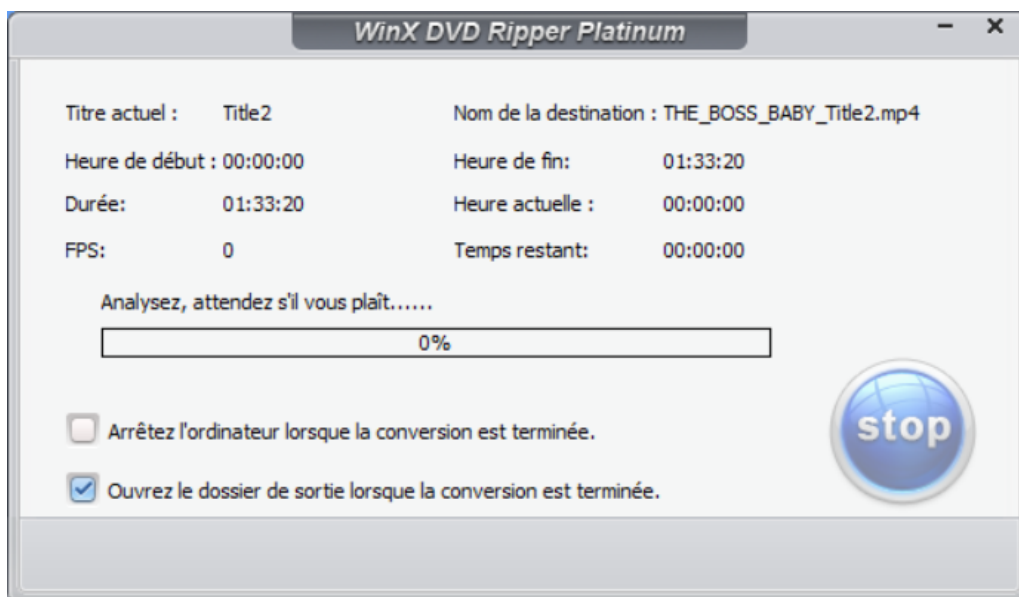 WinX DVD Ripper Platinum
Titre actuel : Title2 Nom de la destination : THE_BOSS_BABY_Title2.mp4
Heure de début : 00:00:00 Heure de fin: 01:33:20
Durée: 01:33:20 Heure actuelle : 00:00:00
FPS: 0 Temps restant: 00:00:00
Analysez, attendez s'il vous plaît......
0%
stop
Arrêtez l'ordinateur lorsque la conversion est terminée.
Ouvrez le dossier de sortie lorsque la conversion est terminée.